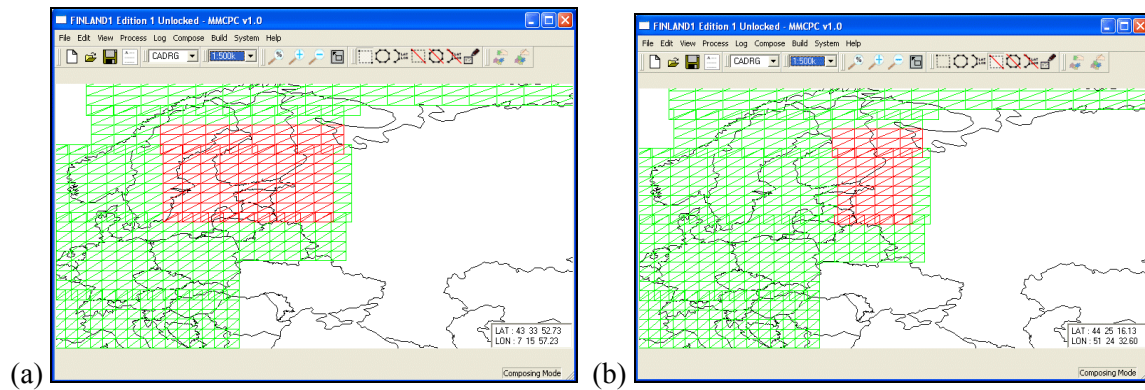 FINLAND1 Edition 1 Unlocked - MMCPC v1.0
File Edit View Process Log Compose Build System Help
CADRG 1:500k
LAT : 43 33 52.73
LON : 7 15 57.23
Composing Mode
(a)
FINLAND1 Edition 1 Unlocked - MMCPC v1.0
File Edit View Process Log Compose Build System Help
CADRG 1:500k
LAT : 44 25 16.13
LON : 51 24 32.60
Composing Mode
(b)